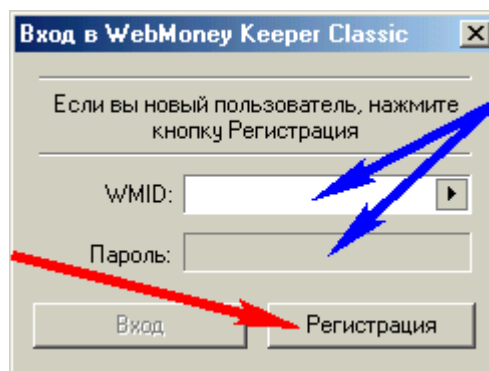 Вход в WebMoney Keeper Classic
Если вы новый пользователь, нажмите
кнопку Регистрация
WMID:
Пароль:
Вход
Регистрация